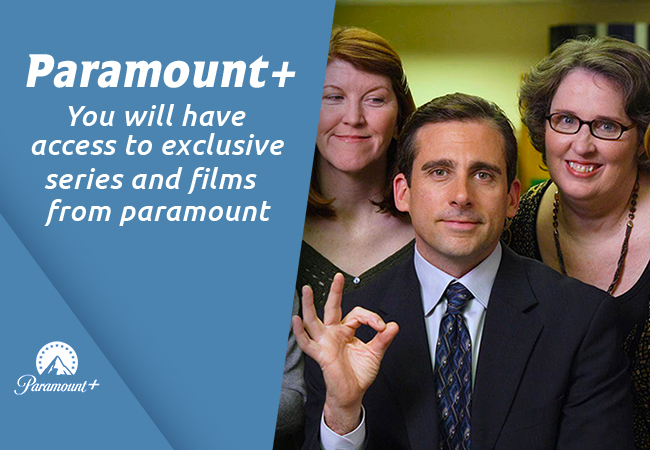 Paramount+
You will have
access to exclusive
series and films
from paramount
Paramount+